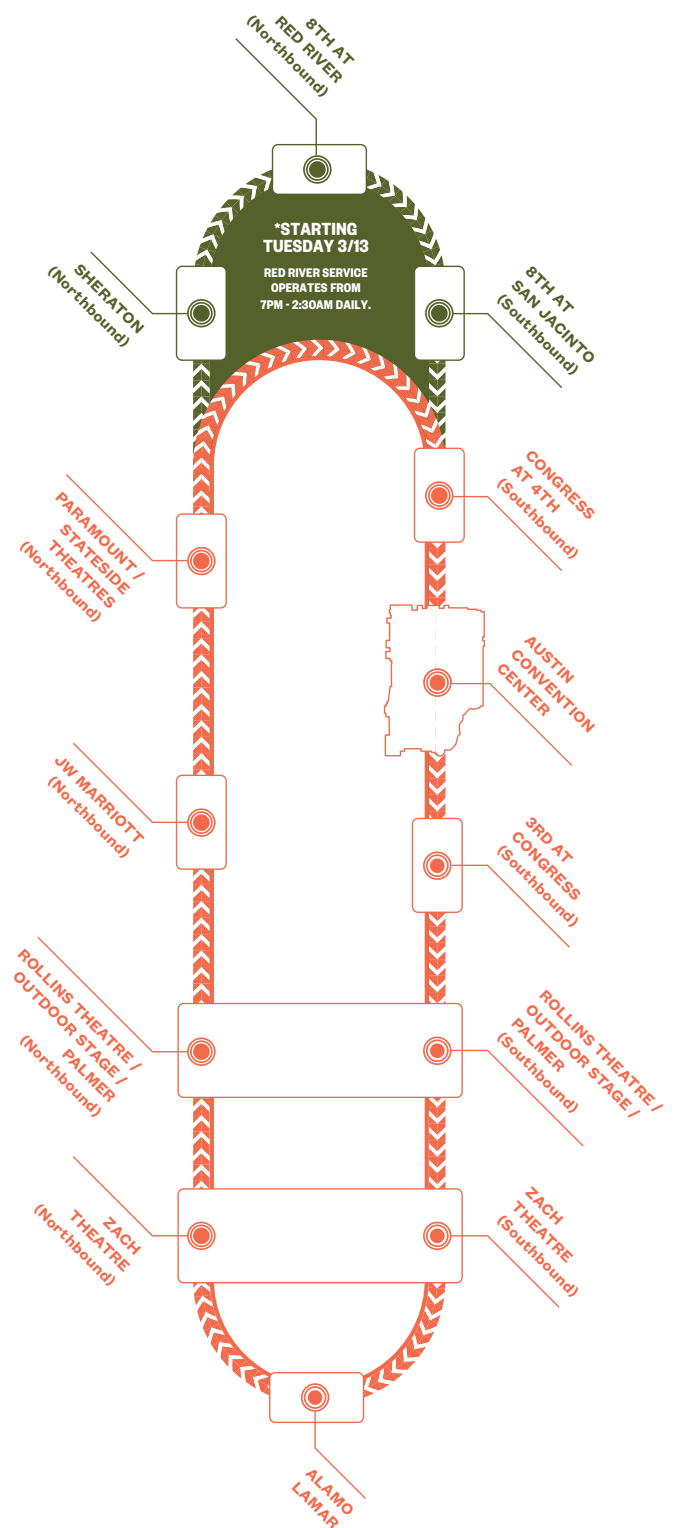 8TH AT
RED RIVER
(Northbound)
*STARTING
TUESDAY 3/13
RED RIVER SERVICE
OPERATES FROM
7PM - 2:30AM DAILY.
SHERATON
(Northbound)
8TH AT
SAN JACINTO
(Southbound)
CONGRESS
AT 4TH
(Southbound)
PARAMOUNT /
STATESIDE
THEATRES
(Northbound)
AUSTIN
CONVENTION
CENTER
JW MARRIOTT
(Northbound)
3RD AT
CONGRESS
(Southbound)
ROLLINS THEATRE /
OUTDOOR STAGE /
PALMER
(Northbound)
ROLLINS THEATRE /
OUTDOOR STAGE /
PALMER
(Southbound)
ZACH
THEATRE
(Northbound)
ZACH
THEATRE
(Southbound)
ALAMO
LAMAR